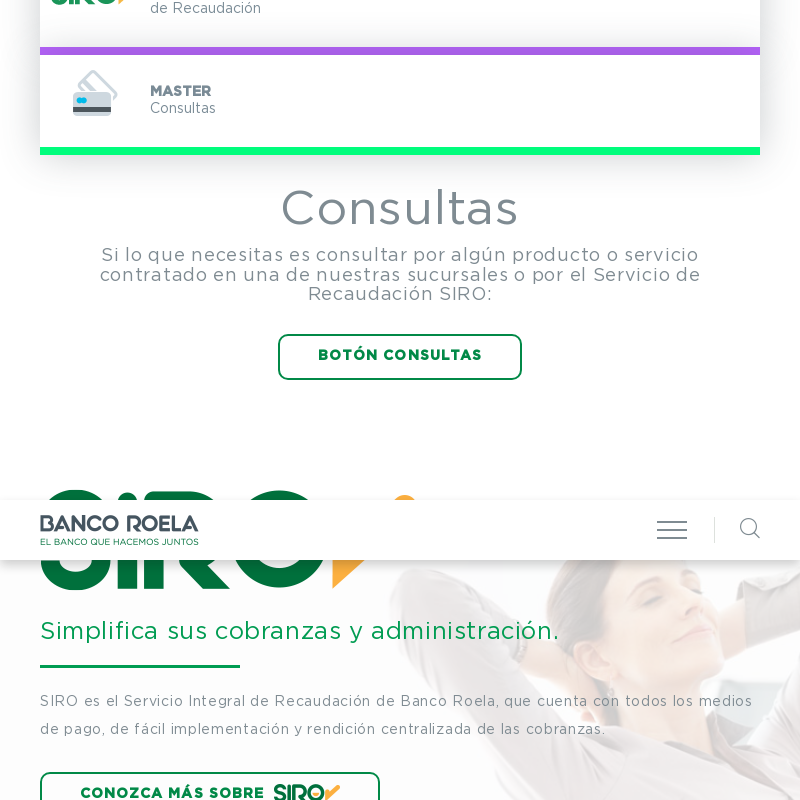 SIRO
de Recaudación
MASTER
Consultas
Consultas
Si lo que necesitas es consultar por algún producto o servicio
contratado en una de nuestras sucursales o por el Servicio de
Recaudación SIRO:
BOTÓN CONSULTAS
SIRO
BANCO ROELA
EL BANCO QUE HACEMOS JUNTOS
Simplifica sus cobranzas y administración.
SIRO es el Servicio Integral de Recaudación de Banco Roela, que cuenta con todos los medios
de pago, de fácil implementación y rendición centralizada de las cobranzas.
CONOZCA MÁS SOBRE SIRO